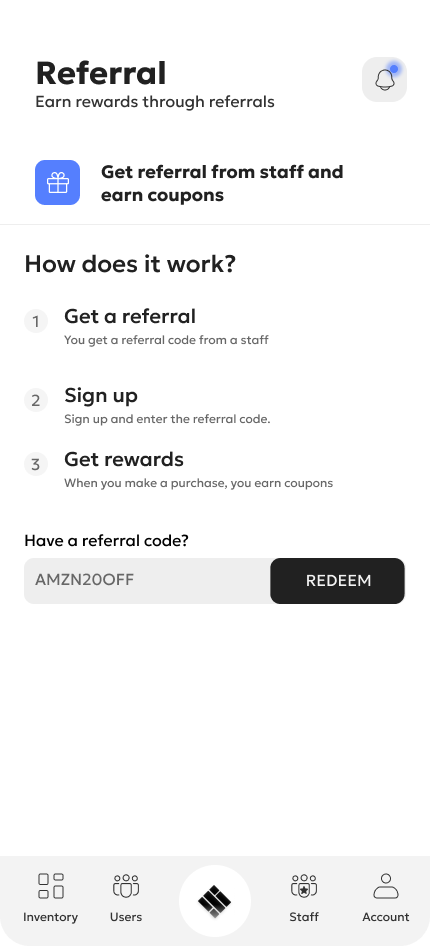 Referral
Earn rewards through referrals
Get referral from staff and
earn coupons
How does it work?
1
Get a referral
You get a referral code from a staff
2
Sign up
Sign up and enter the referral code.
3
Get rewards
When you make a purchase, you earn coupons
Have a referral code?
AMZN20OFF
REDEEM
Inventory
Users
Staff
Account